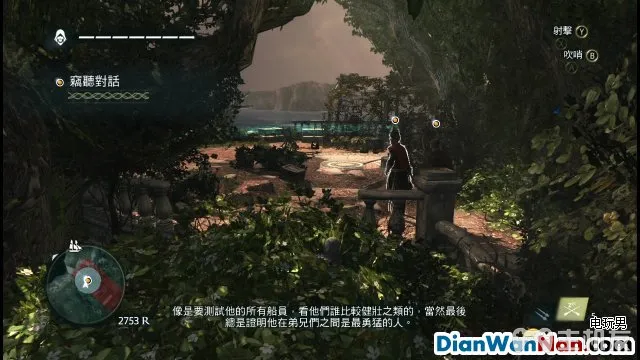 射擊 Y
吹哨 B
竊聽對話
2753 R
像是要測試他的所有船員，看他們誰比較健壯之類的，當然最後
總是證明他在弟兄們之間是最勇猛的人。
电玩男
DianWanNan.com